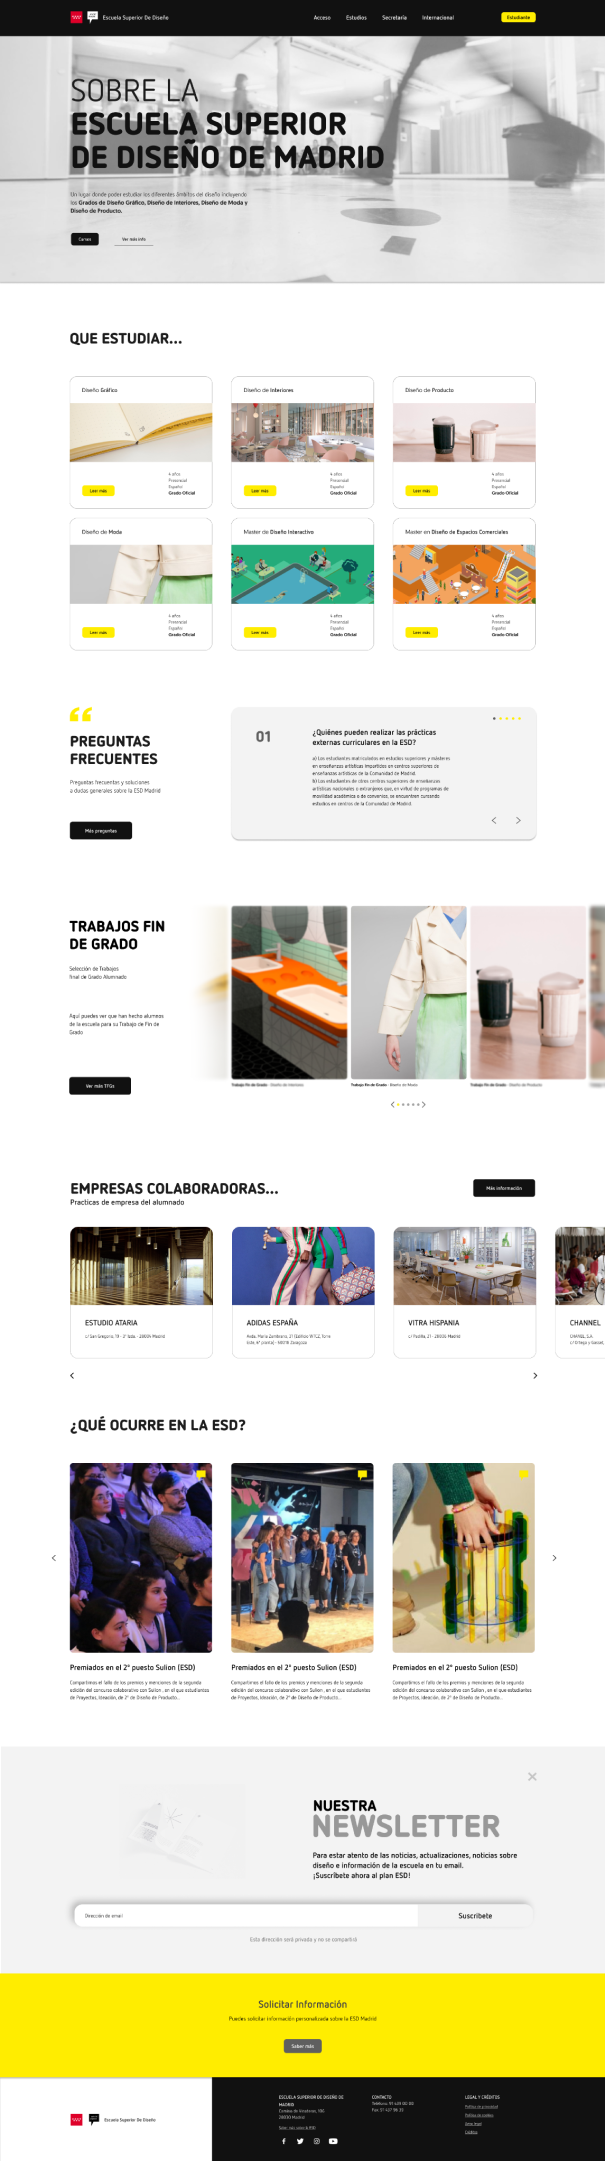 Escuela Superior De Diseño
Acceso
Estudios
Secretaría
Internacional
Estudiante
SOBRE LA
ESCUELA SUPERIOR
DE DISEÑO DE MADRID
Un lugar donde poder estudiar los diferentes ámbitos del diseño incluyendo
los Grados de Diseño Gráfico, Diseño de Interiores, Diseño de Moda y
Diseño de Producto.
Cursos
Ver más info
QUE ESTUDIAR...
Diseño Gráfico
Leer más
4 años
Presencial
Español
Grado Oficial
Diseño de Interiores
Leer más
4 años
Presencial
Español
Grado Oficial
Diseño de Producto
Leer más
4 años
Presencial
Español
Grado Oficial
Diseño de Moda
Leer más
4 años
Presencial
Español
Grado Oficial
Master de Diseño Interactivo
Leer más
4 años
Presencial
Español
Grado Oficial
Master en Diseño de Espacios Comerciales
Leer más
4 años
Presencial
Español
Grado Oficial
PREGUNTAS
FRECUENTES
Preguntas frecuentes y soluciones
a dudas generales sobre la ESD Madrid
Más preguntas
01
¿Quiénes pueden realizar las prácticas
externas curriculares en la ESD?
a) Los estudiantes matriculados en estudios superiores y másteres
en enseñanzas artísticas impartidos en centros superiores de
enseñanzas artísticas de la Comunidad de Madrid.
b) Los estudiantes de otros centros superiores de enseñanzas
artísticas nacionales o extranjeros que, en virtud de programas de
movilidad académica o de convenios, se encuentren cursando
estudios en centros de la Comunidad de Madrid.
TRABAJOS FIN
DE GRADO
Selección de Trabajos
final de Grado Alumnado
Aquí puedes ver que han hecho alumnos
de la escuela para su Trabajo de Fin de
Grado
Ver más TFGs
Trabajo Fin de Grado - Diseño de Interiores
Trabajo Fin de Grado - Diseño de Moda
Trabajo Fin de Grado - Diseño de Producto
EMPRESAS COLABORADORAS...
Practicas de empresa del alumnado
Más información
ESTUDIO ATARIA
c/ San Gregorio, 19 - 2º Izda. - 28004 Madrid
ADIDAS ESPAÑA
Avda. María Zambrano, 31 (Edificio WTCZ, Torre
Este, 6ª planta) - 50018 Zaragoza
VITRA HISPANIA
c/ Padilla, 21 - 28006 Madrid
CHANNEL
CHANEL, S.A.
c/ Ortega y Gasset,
¿QUÉ OCURRE EN LA ESD?
Premiados en el 2º puesto Sulion (ESD)
Compartimos el fallo de los premios y menciones de la segunda
edición del concurso colaborativo con Sulion , en el que estudiantes
de Proyectos, Ideación, de 2º de Diseño de Producto...
Premiados en el 2º puesto Sulion (ESD)
Compartimos el fallo de los premios y menciones de la segunda
edición del concurso colaborativo con Sulion , en el que estudiantes
de Proyectos, Ideación, de 2º de Diseño de Producto...
Premiados en el 2º puesto Sulion (ESD)
Compartimos el fallo de los premios y menciones de la segunda
edición del concurso colaborativo con Sulion , en el que estudiantes
de Proyectos, Ideación, de 2º de Diseño de Producto...
NUESTRA
NEWSLETTER
Para estar atento de las noticias, actualizaciones, noticias sobre
diseño e información de la escuela en tu email.
¡Suscríbete ahora al plan ESD!
Dirección de email
Suscríbete
Este dirección será privada y no se compartirá
Solicitar Información
Puedes solicitar información personalizada sobre la ESD Madrid
Saber más
Escuela Superior De Diseño
ESCUELA SUPERIOR DE DISEÑO DE
MADRID
Camino de Vinateros, 106
28030 Madrid
Saber más sobre la ESD
CONTACTO
LEGAL Y CRÉDITOS
Política de privacidad
Política de cookies
Aviso legal
Créditos